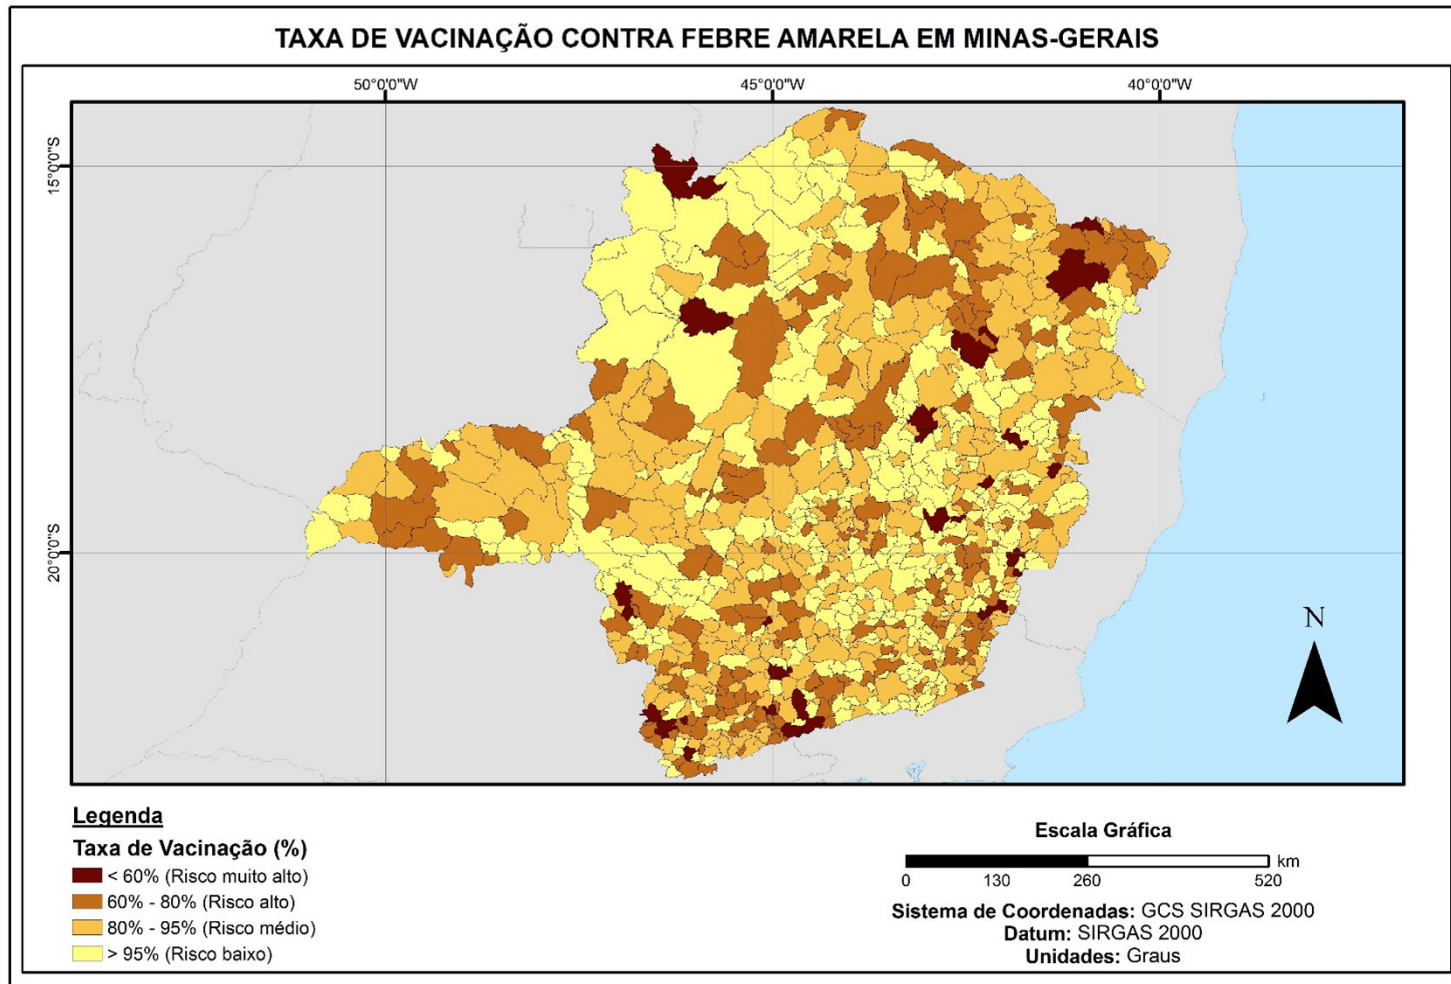 TAXA DE VACINAÇÃO CONTRA FEBRE AMARELA EM MINAS-GERAIS
50°0'0"W
45°0'0"W
40°0'0"W
15°0'0"S
20°0'0"S
N
Legenda
Taxa de Vacinação (%)
< 60% (Risco muito alto)
60% - 80% (Risco alto)
80% - 95% (Risco médio)
> 95% (Risco baixo)
Escala Gráfica
km
0 130 260 520
Sistema de Coordenadas: GCS SIRGAS 2000
Datum: SIRGAS 2000
Unidades: Graus